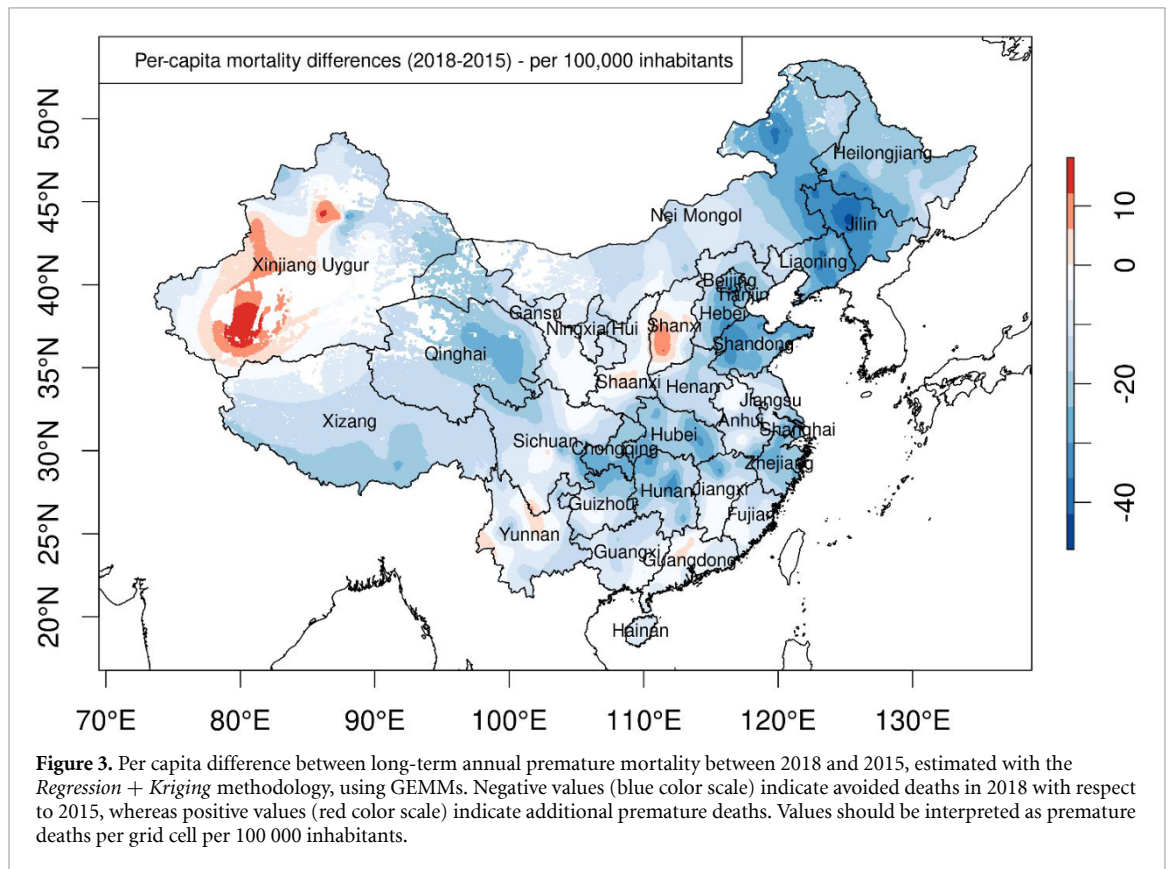 Per-capita mortality differences (2018-2015) - per 100,000 inhabitants
50°N
45°N
40°N
35°N
30°N
25°N
20°N
70°E 80°E 90°E 100°E 110°E 120°E 130°E
Heilongjiang
Nei Mongol
Jilin
Xinjiang Uygur
Liaoning
Beijing
Tianjin
Gansu
Ningxia Hui
Shanxi
Hebei
Qinghai
Shandong
Shaanxi
Henan
Jiangsu
Xizang
Anhui
Shanghai
Sichuan
Chongqing
Hubei
Zhejiang
Guizhou
Hunan
Jiangxi
Fujian
Yunnan
Guangxi
Guangdong
Hainan
10
0
-20
-40
Figure 3. Per capita difference between long-term annual premature mortality between 2018 and 2015, estimated with the
Regression + Kriging methodology, using GEMMs. Negative values (blue color scale) indicate avoided deaths in 2018 with respect
to 2015, whereas positive values (red color scale) indicate additional premature deaths. Values should be interpreted as premature
deaths per grid cell per 100 000 inhabitants.